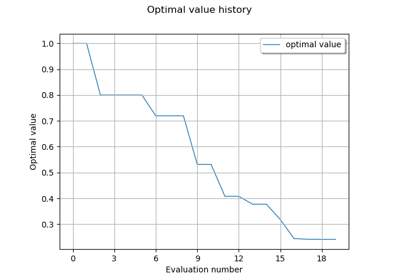 Optimal value history
optimal value
1.0
0.9
0.8
0.7
0.6
0.5
0.4
0.3
Optimal value
0 3 6 9 12 15 18
Evaluation number